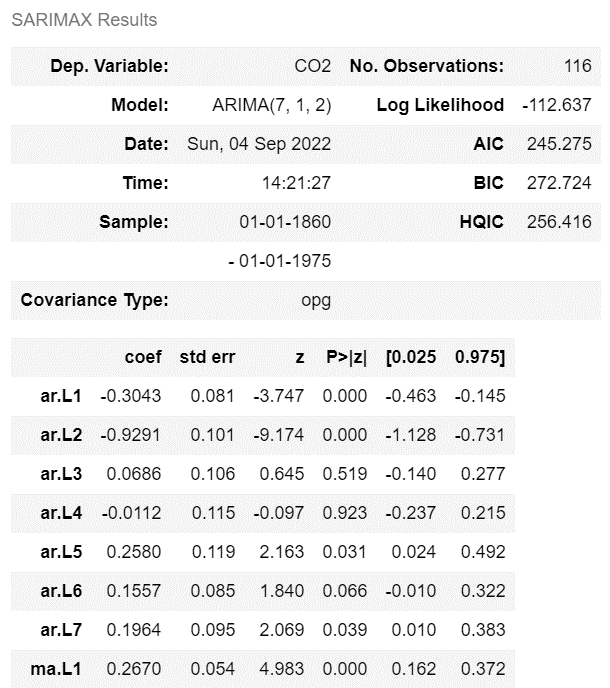 SARIMAX Results
Dep. Variable: CO2 No. Observations: 116
Model: ARIMA(7, 1, 2) Log Likelihood -112.637
Date: Sun, 04 Sep 2022 AIC 245.275
Time: 14:21:27 BIC 272.724
Sample: 01-01-1860 HQIC 256.416
- 01-01-1975
Covariance Type: opg
coef std err z P>|z| [0.025 0.975]
ar.L1 -0.3043 0.081 -3.747 0.000 -0.463 -0.145
ar.L2 -0.9291 0.101 -9.174 0.000 -1.128 -0.731
ar.L3 0.0686 0.106 0.645 0.519 -0.140 0.277
ar.L4 -0.0112 0.115 -0.097 0.923 -0.237 0.215
ar.L5 0.2580 0.119 2.163 0.031 0.024 0.492
ar.L6 0.1557 0.085 1.840 0.066 -0.010 0.322
ar.L7 0.1964 0.095 2.069 0.039 0.010 0.383
ma.L1 0.2670 0.054 4.983 0.000 0.162 0.372